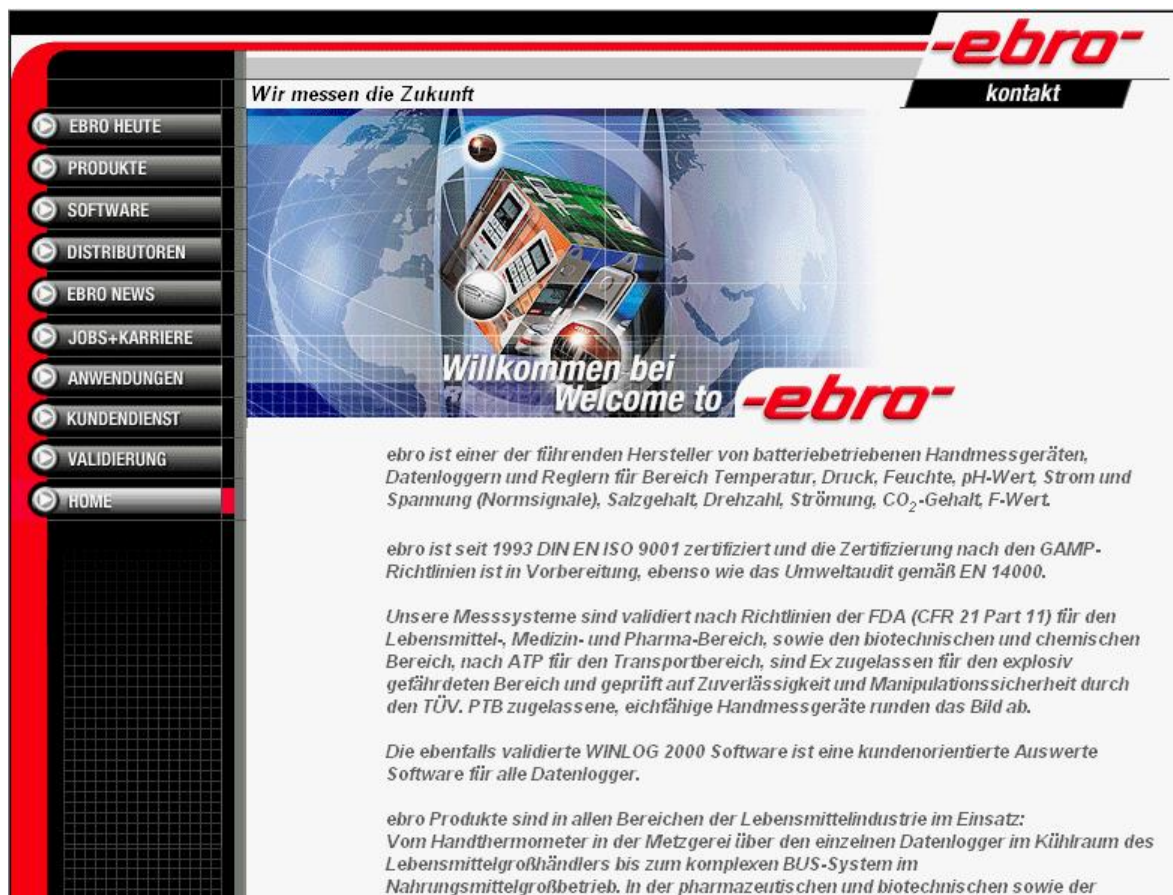 -ebro-
kontakt
Wir messen die Zukunft
EBRO HEUTE
PRODUKTE
SOFTWARE
DISTRIBUTOREN
EBRO NEWS
JOBS+KARRIERE
ANWENDUNGEN
KUNDENDIENST
VALIDIERUNG
HOME
Willkommen bei
Welcome to -ebro-
ebro ist einer der führenden Hersteller von batteriebetriebenen Handmessgeräten,
Datenloggern und Reglern für Bereich Temperatur, Druck, Feuchte, pH-Wert, Strom und
Spannung (Normsignale), Salzgehalt, Drehzahl, Strömung, CO₂-Gehalt, F-Wert.
ebro ist seit 1993 DIN EN ISO 9001 zertifiziert und die Zertifizierung nach den GAMP-
Richtlinien ist in Vorbereitung, ebenso wie das Umweltaudit gemäß EN 14000.
Unsere Messsysteme sind validiert nach Richtlinien der FDA (CFR 21 Part 11) für den
Lebensmittel-, Medizin- und Pharma-Bereich, sowie den biotechnischen und chemischen
Bereich, nach ATP für den Transportbereich, sind Ex zugelassen für den explosiv
gefährdeten Bereich und geprüft auf Zuverlässigkeit und Manipulationssicherheit durch
den TÜV. PTB zugelassene, eichfähige Handmessgeräte runden das Bild ab.
Die ebenfalls validierte WINLOG 2000 Software ist eine kundenorientierte Auswerte
Software für alle Datenlogger.
ebro Produkte sind in allen Bereichen der Lebensmittelindustrie im Einsatz:
Vom Handthermometer in der Metzgerei über den einzelnen Datenlogger im Kühlraum des
Lebensmittelgroßhändlers bis zum komplexen BUS-System im
Nahrungsmittelgroßbetrieb. In der pharmazeutischen und biotechnischen sowie der